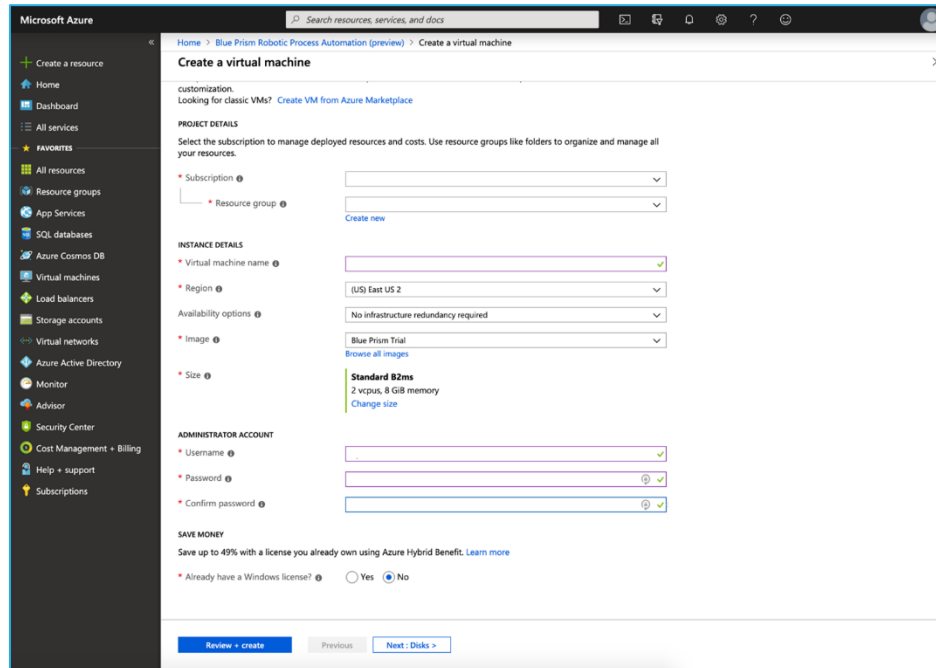 Microsoft Azure
Search resources, services, and docs
«
Create a resource
Home
Dashboard
All services
FAVORITES
All resources
Resource groups
App Services
SQL databases
Azure Cosmos DB
Virtual machines
Load balancers
Storage accounts
Virtual networks
Azure Active Directory
Monitor
Advisor
Security Center
Cost Management + Billing
Help + support
Subscriptions
Home > Blue Prism Robotic Process Automation (preview) > Create a virtual machine
Create a virtual machine
customization.
Looking for classic VMs? Create VM from Azure Marketplace
PROJECT DETAILS
Select the subscription to manage deployed resources and costs. Use resource groups like folders to organize and manage all
your resources.
* Subscription
* Resource group
Create new
INSTANCE DETAILS
* Virtual machine name
* Region
(US) East US 2
Availability options
No infrastructure redundancy required
* Image
Blue Prism Trial
Browse all images
* Size
Standard B2ms
2 vcpus, 8 GiB memory
Change size
ADMINISTRATOR ACCOUNT
* Username
* Password
* Confirm password
SAVE MONEY
Save up to 49% with a license you already own using Azure Hybrid Benefit. Learn more
* Already have a Windows license?
Yes No
Review + create
Previous
Next : Disks >